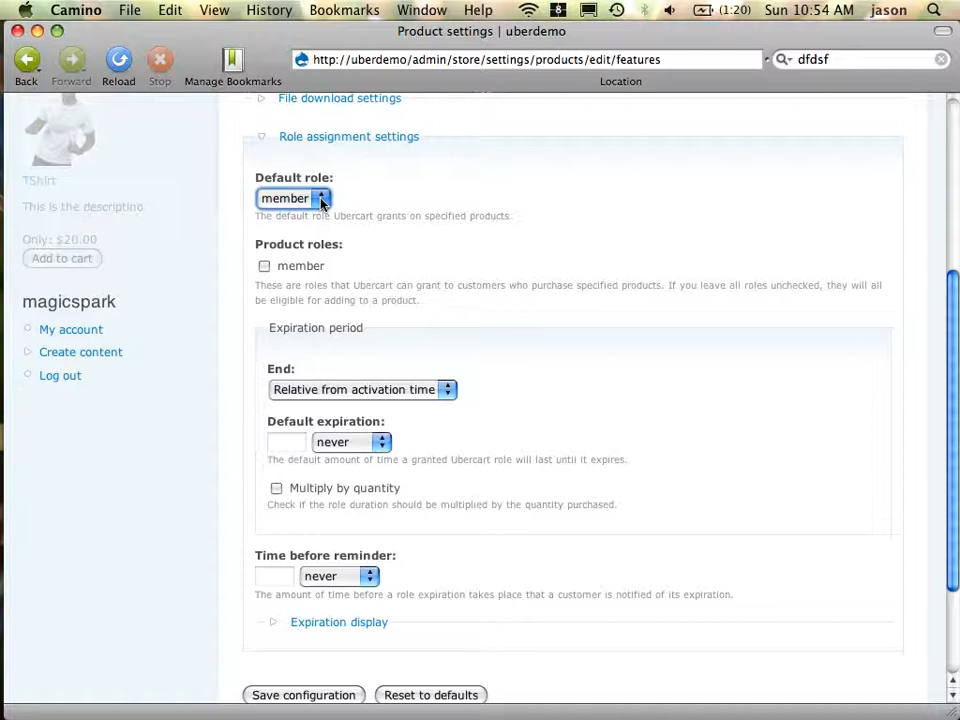 Camino File Edit View History Bookmarks Window Help (1:20) Sun 10:54 AM jason
Product settings | uberdemo
http://uberdemo/admin/store/settings/products/edit/features
dfdsf
Back Forward Reload Stop Manage Bookmarks Location
File download settings
Role assignment settings
TShirt
This is the descriptino
Only: $20.00
Add to cart
magicspark
My account
Create content
Log out
Default role:
member
The default role Ubercart grants on specified products.
Product roles:
member
These are roles that Ubercart can grant to customers who purchase specified products. If you leave all roles unchecked, they will all
be eligible for adding to a product.
Expiration period
End:
Relative from activation time
Default expiration:
never
The default amount of time a granted Ubercart role will last until it expires.
Multiply by quantity
Check if the role duration should be multiplied by the quantity purchased.
Time before reminder:
never
The amount of time before a role expiration takes place that a customer is notified of its expiration.
Expiration display
Save configuration Reset to defaults